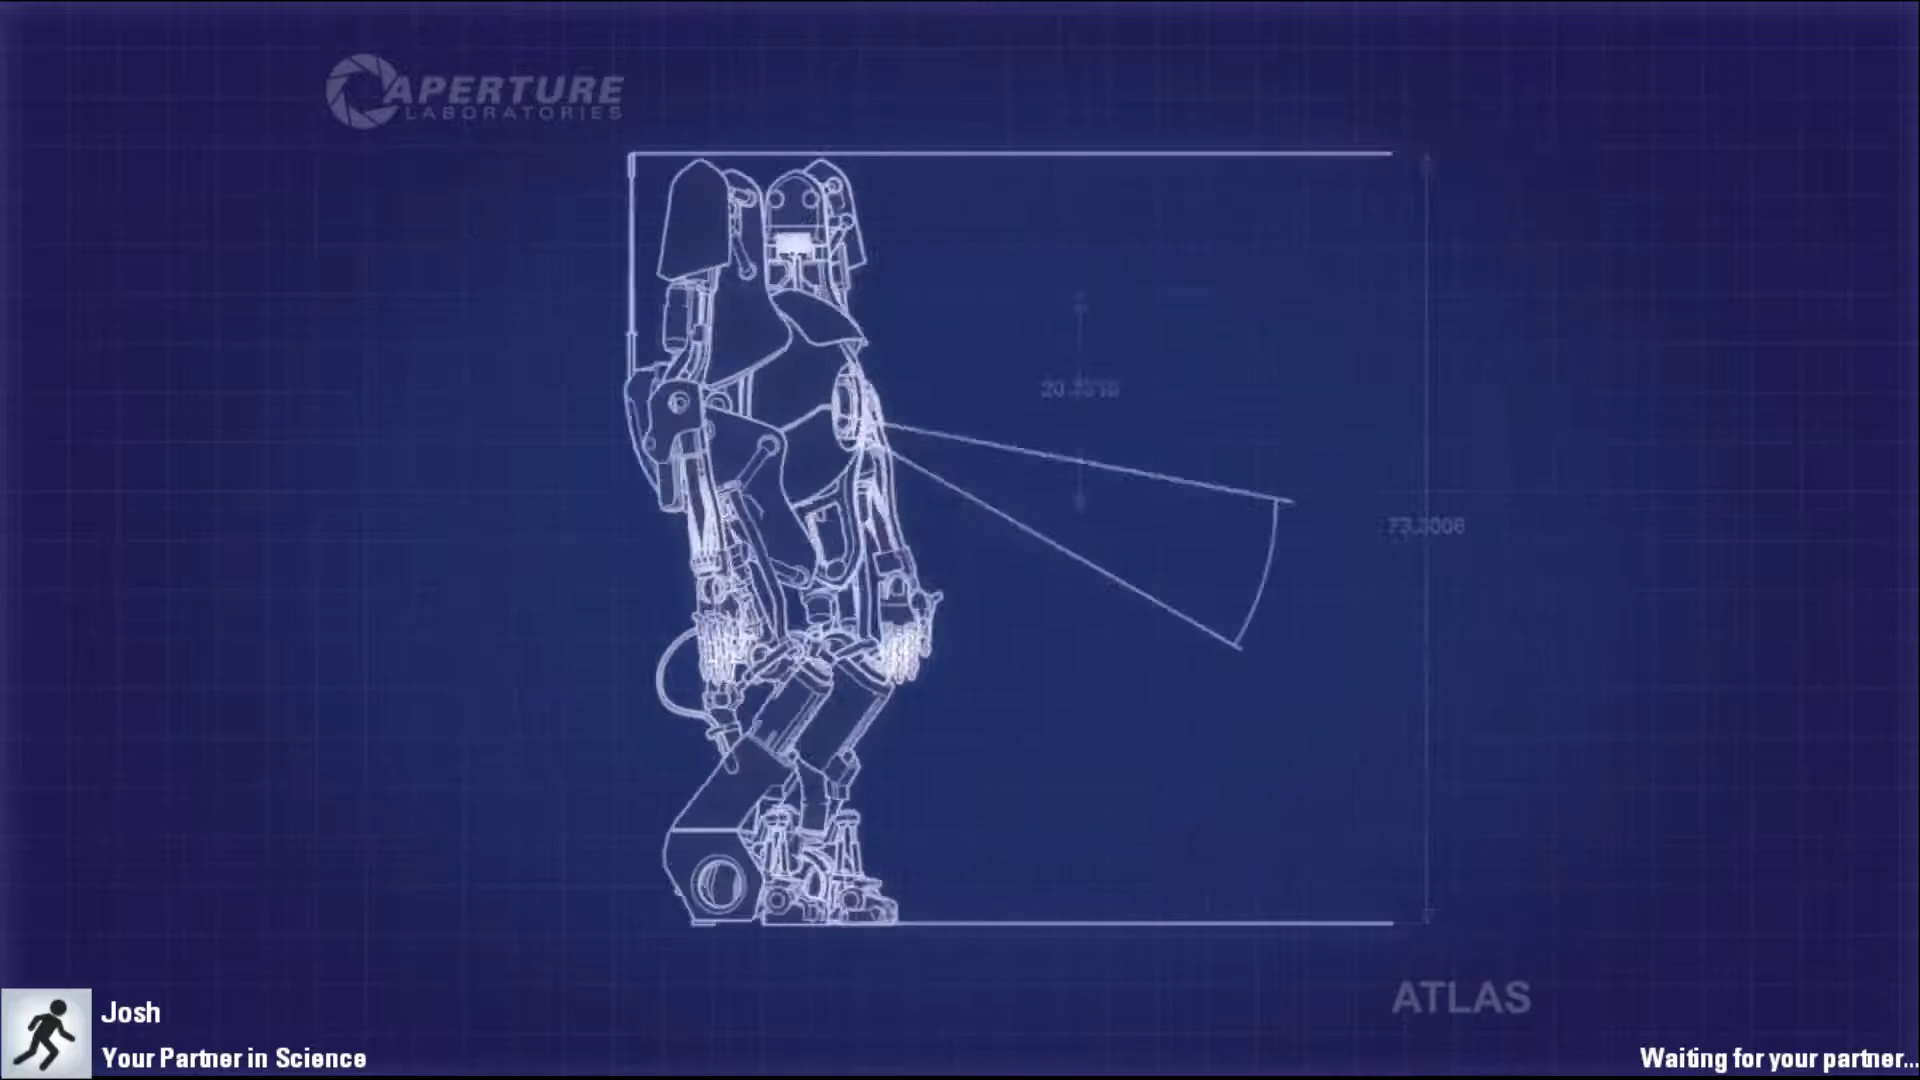 APERTURE
LABORATORIES
ATLAS
Josh
Your Partner in Science
Waiting for your partner...